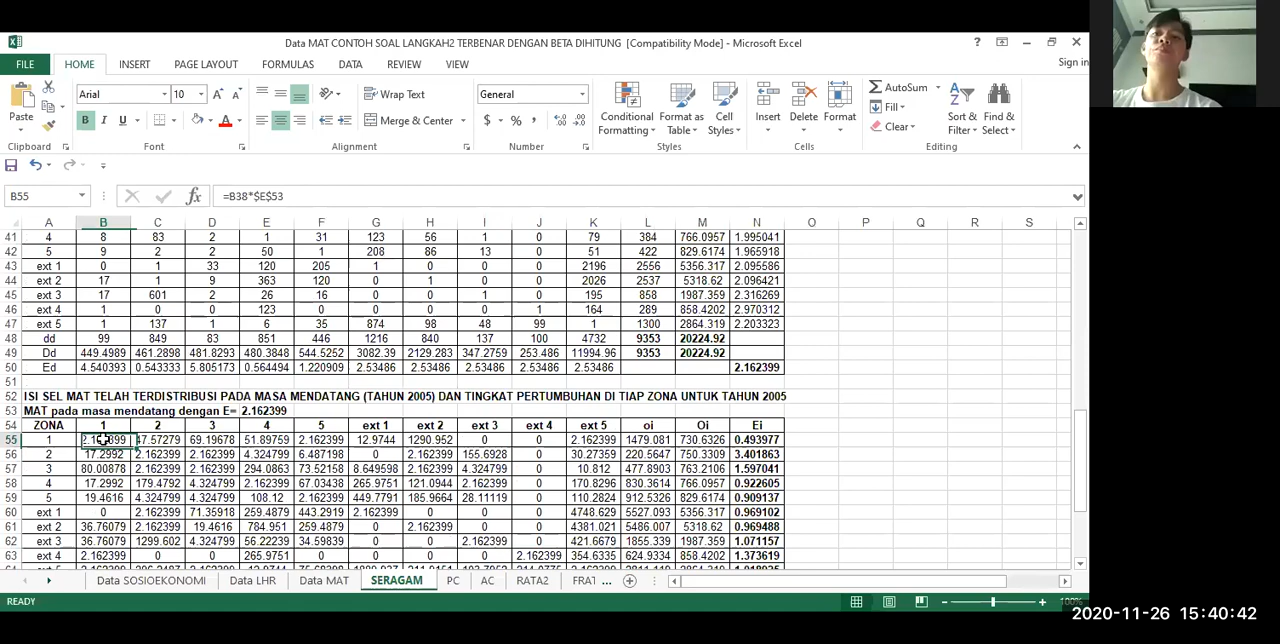 Data MAT CONTOH SOAL LANGKAH2 TERBENAR DENGAN BETA DIHITUNG [Compatibility Mode] - Microsoft Excel
FILE HOME INSERT PAGE LAYOUT FORMULAS DATA REVIEW VIEW Sign in
Paste Arial 10 Wrap Text General Conditional Formatting Format as Table Cell Styles Insert Delete Format AutoSum Sort & Filter Find & Select
B I U Merge & Center $ % , Fill
Clear
Clipboard Font Alignment Number Styles Cells Editing
B55 fx =B38*$E$53
A B C D E F G H I J K L M N O P Q R S
41 4 8 83 2 1 31 123 56 1 0 79 384 766.0957 1.995041
42 5 9 2 2 50 1 208 86 13 0 51 422 829.6174 1.965918
43 ext 1 0 1 33 120 205 1 0 0 0 2196 2556 5356.317 2.095586
44 ext 2 17 1 9 363 120 0 1 0 0 2026 2537 5318.62 2.096421
45 ext 3 17 601 2 26 16 0 0 1 0 195 858 1987.359 2.316269
46 ext 4 1 0 0 123 0 0 0 1 164 289 858.4202 2.970312
47 ext 5 1 137 1 6 35 874 98 48 99 1 1300 2864.319 2.203323
48 dd 99 849 83 851 446 1216 840 137 100 4732 9353 20224.92
49 Dd 449.4989 461.2898 481.8293 480.3848 544.5252 3082.39 2129.283 347.2759 253.486 11994.96 9353 20224.92
50 Ed 4.540393 0.543333 5.805173 0.564494 1.220909 2.53486 2.53486 2.53486 2.53486 2.53486 2.162399
51
52 ISI SEL MAT TELAH TERDISTRIBUSI PADA MASA MENDATANG (TAHUN 2005) DAN TINGKAT PERTUMBUHAN DI TIAP ZONA UNTUK TAHUN 2005
53 MAT pada masa mendatang dengan E= 2.162399
54 ZONA 1 2 3 4 5 ext 1 ext 2 ext 3 ext 4 ext 5 oi Oi Ei
55 1 47.57279 69.19678 51.89759 2.162399 12.9744 1290.952 0 0 2.162399 1479.081 730.6326 0.493977
56 2 17.2992 2.162399 2.162399 4.324799 6.487198 0 2.162399 155.6928 0 30.27359 220.5647 750.3309 3.401863
57 3 80.00878 2.162399 2.162399 294.0863 73.52158 8.649598 2.162399 4.324799 0 10.812 477.8903 763.2106 1.597041
58 4 17.2992 179.4792 4.324799 2.162399 67.03438 265.9751 121.0944 2.162399 0 170.8296 830.3614 766.0957 0.922605
59 5 19.4616 4.324799 4.324799 108.12 2.162399 449.7791 185.9664 28.11119 0 110.2824 912.5326 829.6174 0.909137
60 ext 1 0 2.162399 71.35918 259.4879 443.2919 2.162399 0 0 0 4748.629 5527.093 5356.317 0.969102
61 ext 2 36.76079 2.162399 19.4616 784.951 259.4879 0 2.162399 0 0 4381.021 5486.007 5318.62 0.969488
62 ext 3 36.76079 1299.602 4.324799 56.22239 34.59839 0 0 2.162399 0 421.6679 1855.339 1987.359 1.071157
63 ext 4 2.162399 0 0 265.9751 0 0 0 0 2.162399 354.6335 624.9334 858.4202 1.373619
Data SOSIOEKONOMI Data LHR Data MAT SERAGAM PC AC RATA2 FRAT ...
READY
2020-11-26 15:40:42